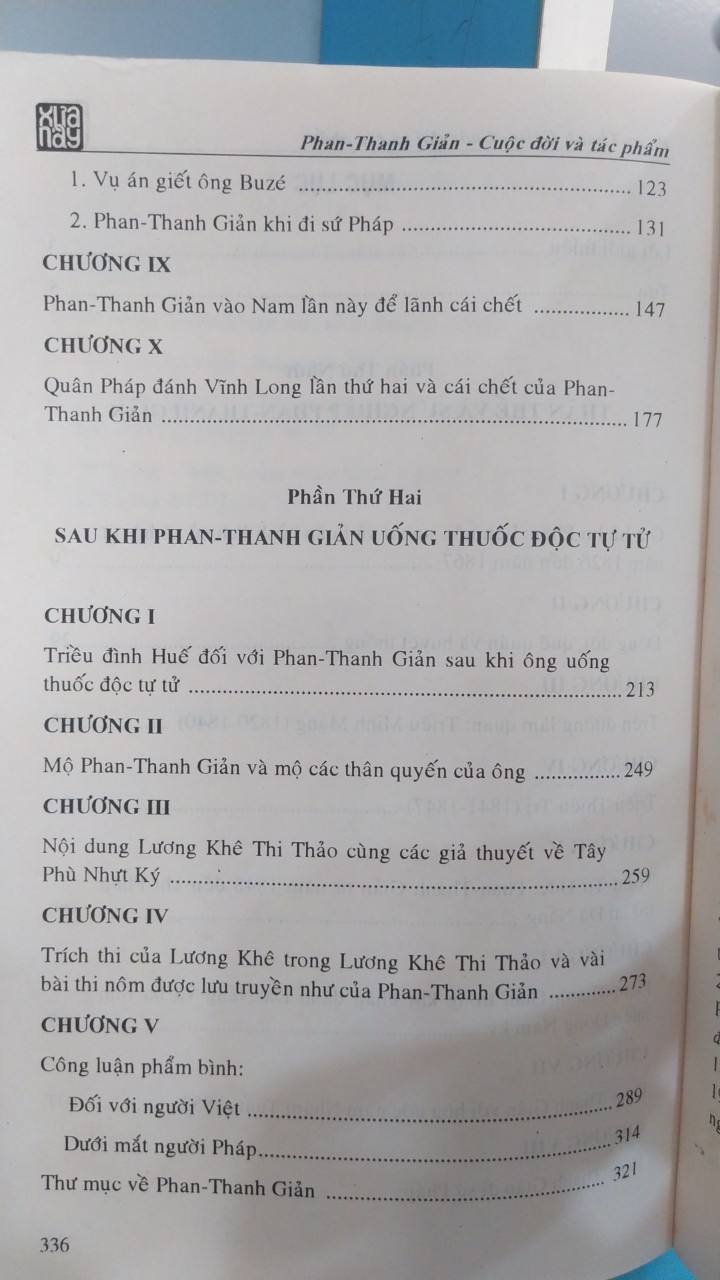 XƯA NAY
Phan-Thanh Giản - Cuộc đời và tác phẩm
1. Vụ án giết ông Buzé ........ 123
2. Phan-Thanh Giản khi đi sứ Pháp ........ 131
CHƯƠNG IX
Phan-Thanh Giản vào Nam lần này để lãnh cái chết ........ 147
CHƯƠNG X
Quân Pháp đánh Vĩnh Long lần thứ hai và cái chết của Phan-
Thanh Giản ........ 177
Phần Thứ Hai
SAU KHI PHAN-THANH GIẢN UỐNG THUỐC ĐỘC TỰ TỬ
CHƯƠNG I
Triều đình Huế đối với Phan-Thanh Giản sau khi ông uống
thuốc độc tự tử ........ 213
CHƯƠNG II
Mộ Phan-Thanh Giản và mộ các thân quyến của ông ........ 249
CHƯƠNG III
Nội dung Lương Khê Thi Thảo cùng các giả thuyết về Tây
Phù Nhựt Ký ........ 259
CHƯƠNG IV
Trích thi của Lương Khê trong Lương Khê Thi Thảo và vài
bài thi nôm được lưu truyền như của Phan-Thanh Giản ........ 273
CHƯƠNG V
Công luận phẩm bình:
Đối với người Việt ........ 289
Dưới mắt người Pháp ........ 314
Thư mục về Phan-Thanh Giản ........ 321
336